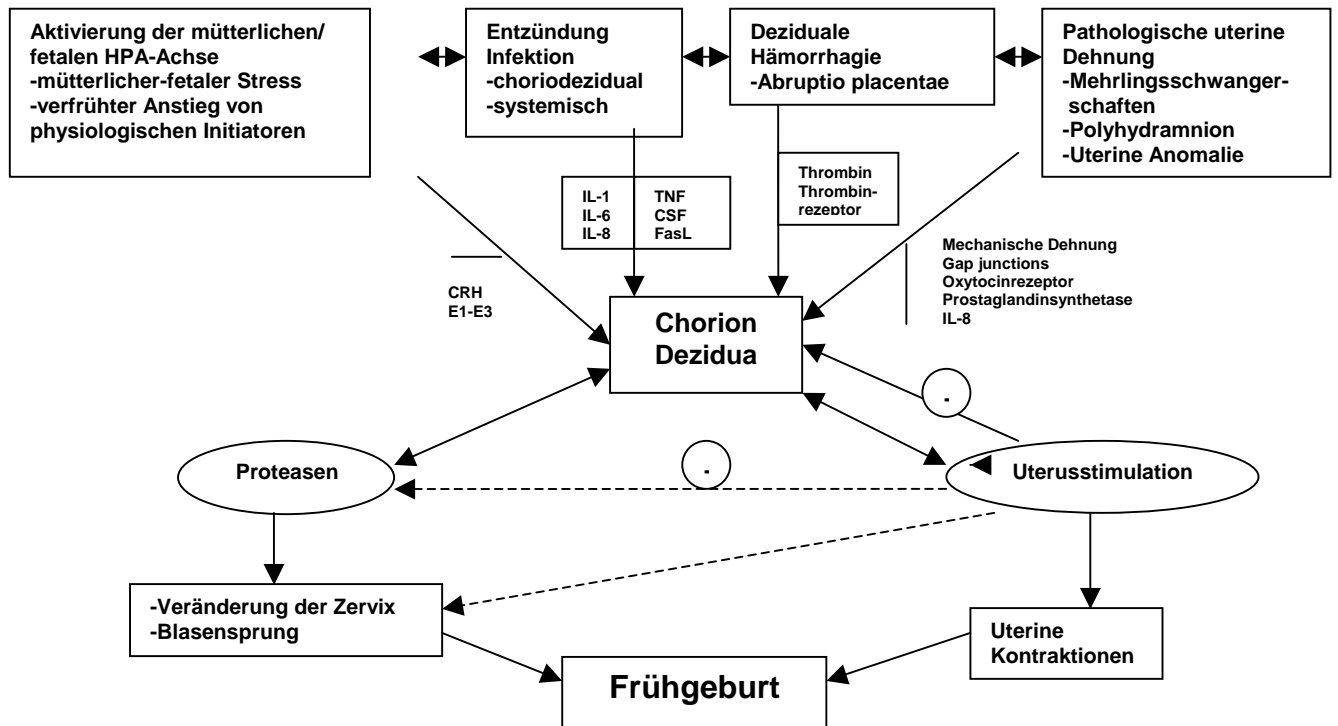 Aktivierung der mütterlichen/
fetalen HPA-Achse
-mütterlicher-fetaler Stress
-verfrühter Anstieg von
physiologischen Initiatoren
Entzündung
Infektion
-choriodezidual
-systemisch
Deziduale
Hämorrhagie
-Abruptio placentae
Pathologische uterine
Dehnung
-Mehrlingsschwanger-
schaften
-Polyhydramnion
-Uterine Anomalie
IL-1 TNF
IL-6 CSF
IL-8 FasL
Thrombin
Thrombin-
rezeptor
CRH
E1-E3
Mechanische Dehnung
Gap junctions
Oxytocinrezeptor
Prostaglandinsynthetase
IL-8
Chorion
Dezidua
Proteasen
Uterusstimulation
-Veränderung der Zervix
-Blasensprung
Uterine
Kontraktionen
Frühgeburt